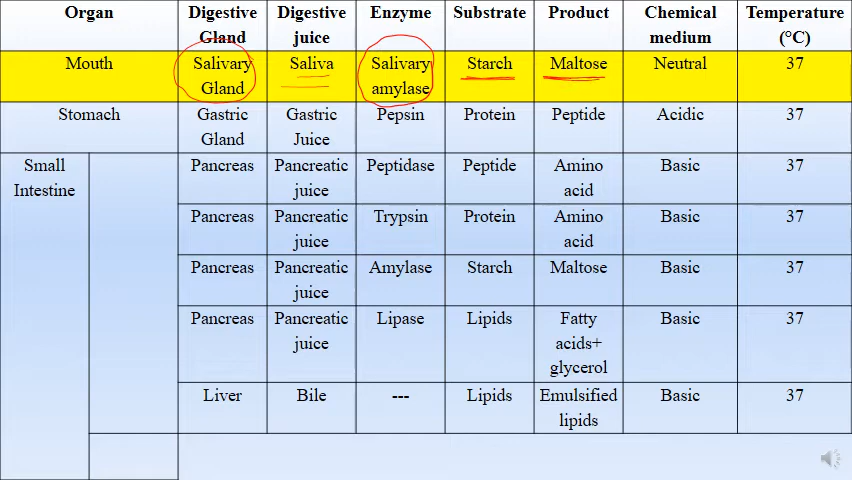 Organ Digestive Gland Digestive juice Enzyme Substrate Product Chemical medium Temperature (°C)
Mouth Salivary Gland Saliva Salivary amylase Starch Maltose Neutral 37
Stomach Gastric Gland Gastric Juice Pepsin Protein Peptide Acidic 37
Small Intestine Pancreas Pancreatic juice Peptidase Peptide Amino acid Basic 37
Pancreas Pancreatic juice Trypsin Protein Amino acid Basic 37
Pancreas Pancreatic juice Amylase Starch Maltose Basic 37
Pancreas Pancreatic juice Lipase Lipids Fatty acids+ glycerol Basic 37
Liver Bile --- Lipids Emulsified lipids Basic 37